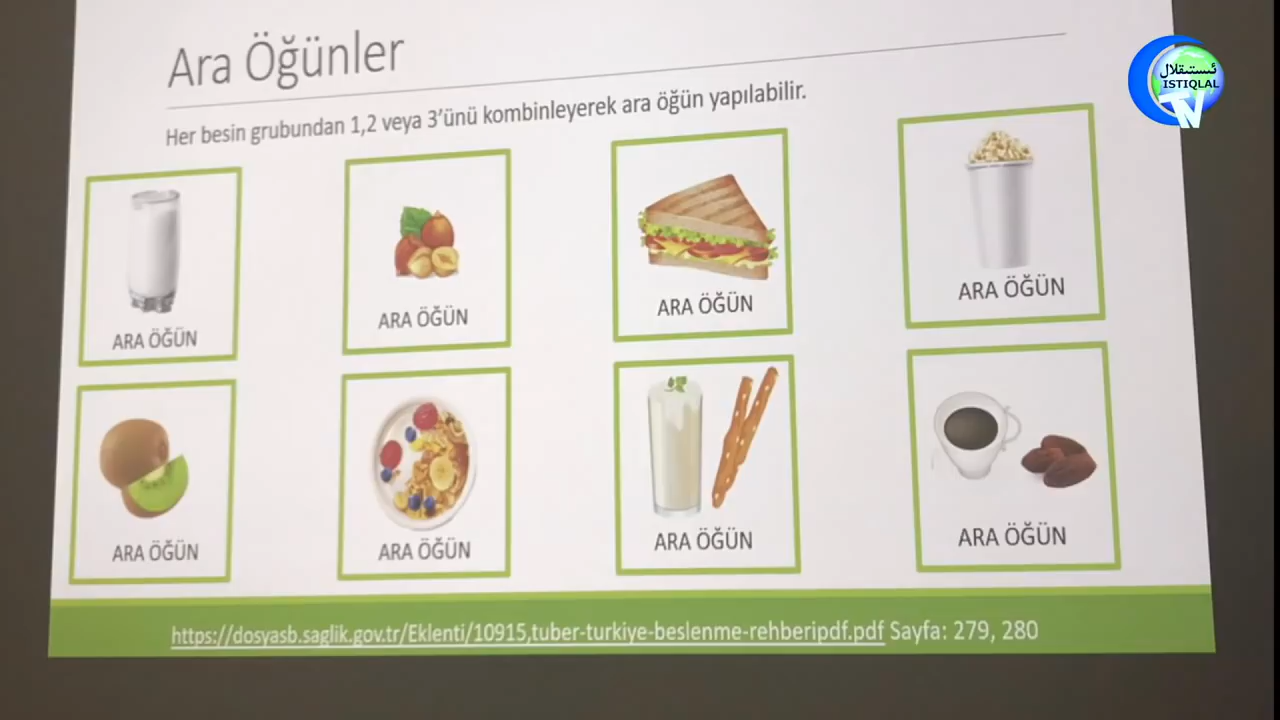 Ara Öğünler
Her besin grubundan 1,2 veya 3'ünü kombinleyerek ara öğün yapılabilir.
ARA ÖĞÜN
ARA ÖĞÜN
ARA ÖĞÜN
ARA ÖĞÜN
ARA ÖĞÜN
ARA ÖĞÜN
ARA ÖĞÜN
ARA ÖĞÜN
https://dosyasb.saglik.gov.tr/Eklenti/10915,tuber-turkiye-beslenme-rehberipdf.pdf Sayfa: 279, 280
ئىستىقلال
ISTIQLAL
TV